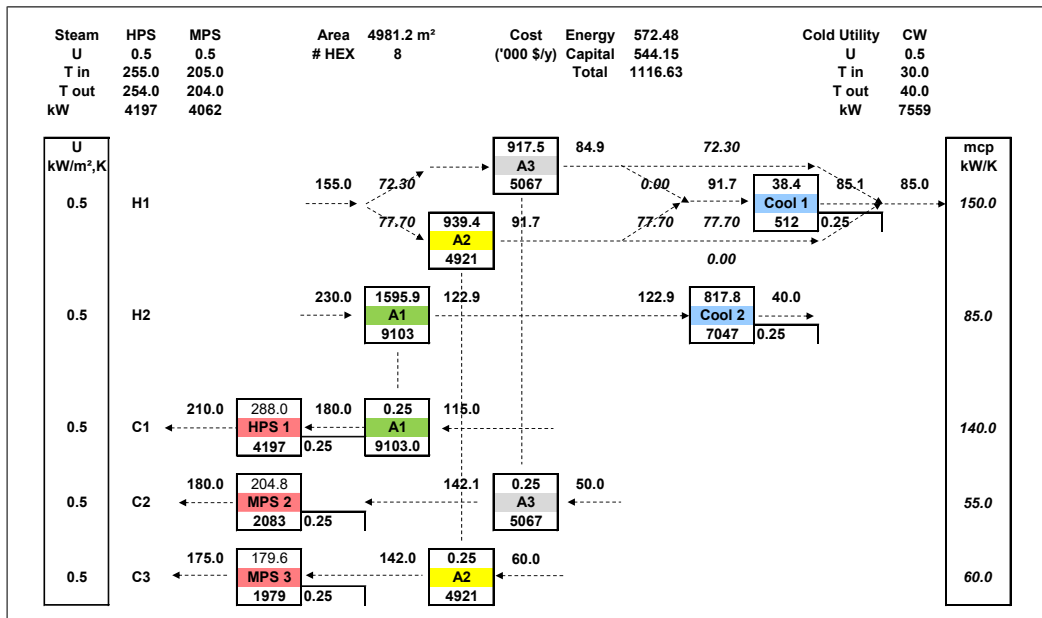 Steam HPS MPS Area 4981.2 m² Cost Energy 572.48 Cold Utility CW
U 0.5 0.5 # HEX 8 ('000 $/y) Capital 544.15 U 0.5
T in 255.0 205.0 Total 1116.63 T in 30.0
T out 254.0 204.0 T out 40.0
kW 4197 4062 kW 7559
U 917.5 84.9 72.30 mcp
kW/m²,K A3 kW/K
155.0 72.30 5067 0.00 91.7 38.4 85.1 85.0
0.5 H1 Cool 1 150.0
77.70 939.4 91.7 77.70 77.70 512 0.25
A2
4921 0.00
230.0 1595.9 122.9 122.9 817.8 40.0
0.5 H2 A1 Cool 2 85.0
9103 7047 0.25
210.0 288.0 180.0 0.25 115.0
0.5 C1 HPS 1 A1 140.0
4197 0.25 9103.0
180.0 204.8 142.1 0.25 50.0
0.5 C2 MPS 2 A3 55.0
2083 0.25 5067
175.0 179.6 142.0 0.25 60.0
0.5 C3 MPS 3 A2 60.0
1979 0.25 4921